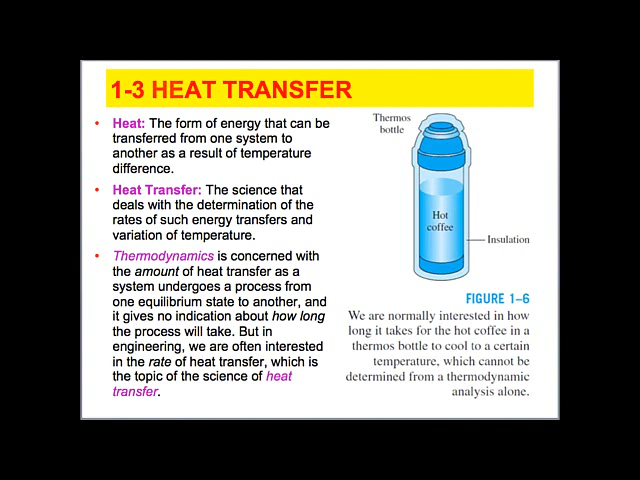 1-3 HEAT TRANSFER
• Heat: The form of energy that can be
transferred from one system to
another as a result of temperature
difference.
• Heat Transfer: The science that
deals with the determination of the
rates of such energy transfers and
variation of temperature.
• Thermodynamics is concerned with
the amount of heat transfer as a
system undergoes a process from
one equilibrium state to another, and
it gives no indication about how long
the process will take. But in
engineering, we are often interested
in the rate of heat transfer, which is
the topic of the science of heat
transfer.
Thermos
bottle
Hot
coffee
Insulation
FIGURE 1–6
We are normally interested in how
long it takes for the hot coffee in a
thermos bottle to cool to a certain
temperature, which cannot be
determined from a thermodynamic
analysis alone.